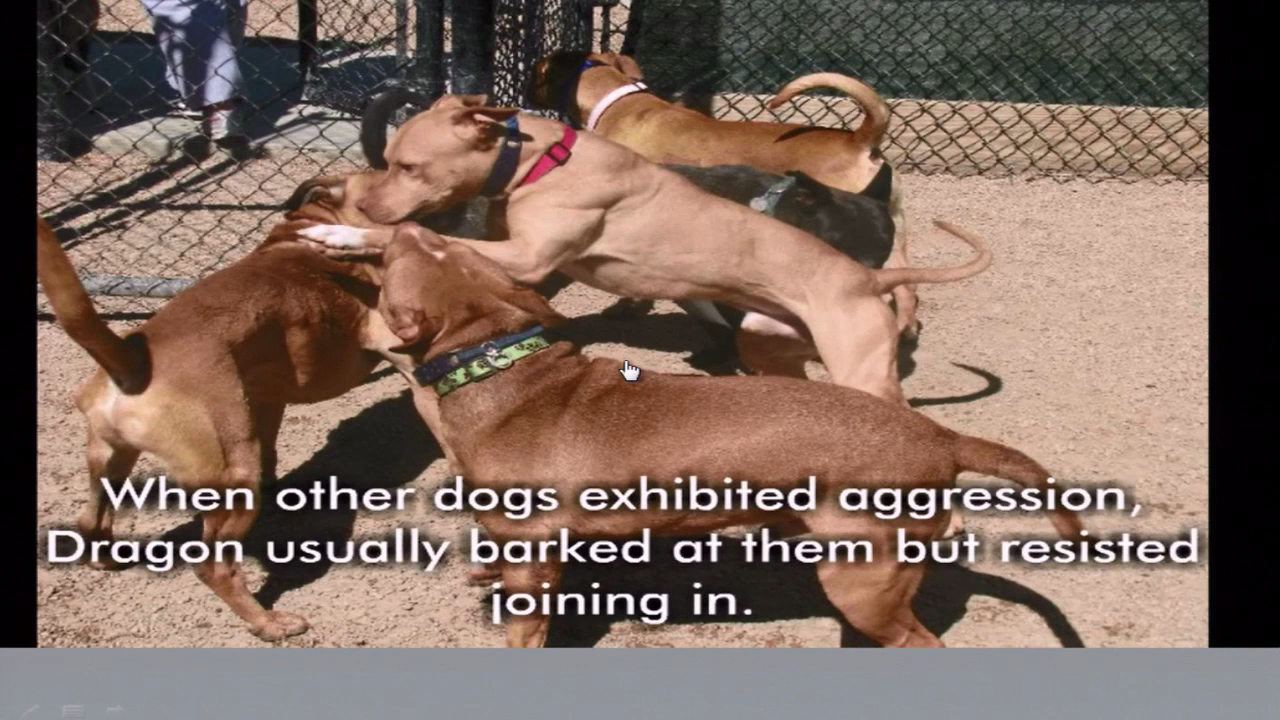 When other dogs exhibited aggression,
Dragon usually barked at them but resisted
joining in.